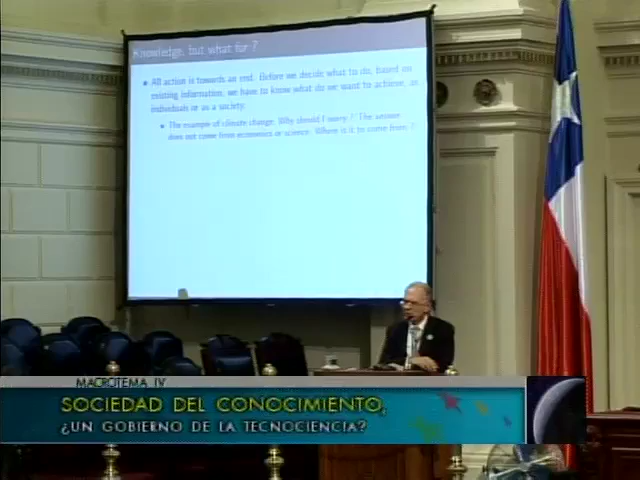 Knowledge, but what for ?
All action is towards an end. Before we decide what to do, based on
existing information, we have to know what do we want to achieve, as
individuals or as a society.
The example of climate change. Why should I worry ? The answer
does not come from economics or science. Where is it to come from ?
MACROTEMA IV
SOCIEDAD DEL CONOCIMIENTO,
¿UN GOBIERNO DE LA TECNOCIENCIA?